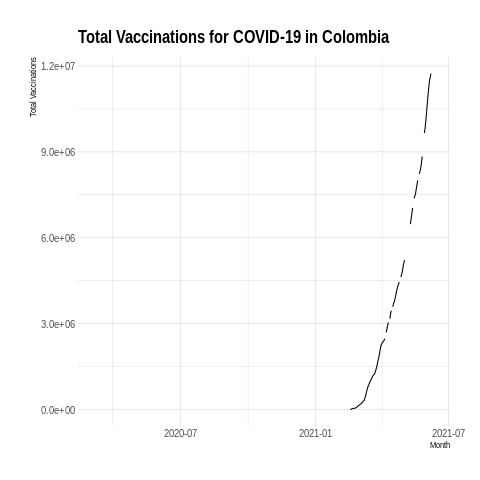 Total Vaccinations for COVID-19 in Colombia
Total Vaccinations
1.2e+07
9.0e+06
6.0e+06
3.0e+06
0.0e+00
2020-07
2021-01
2021-07
Month